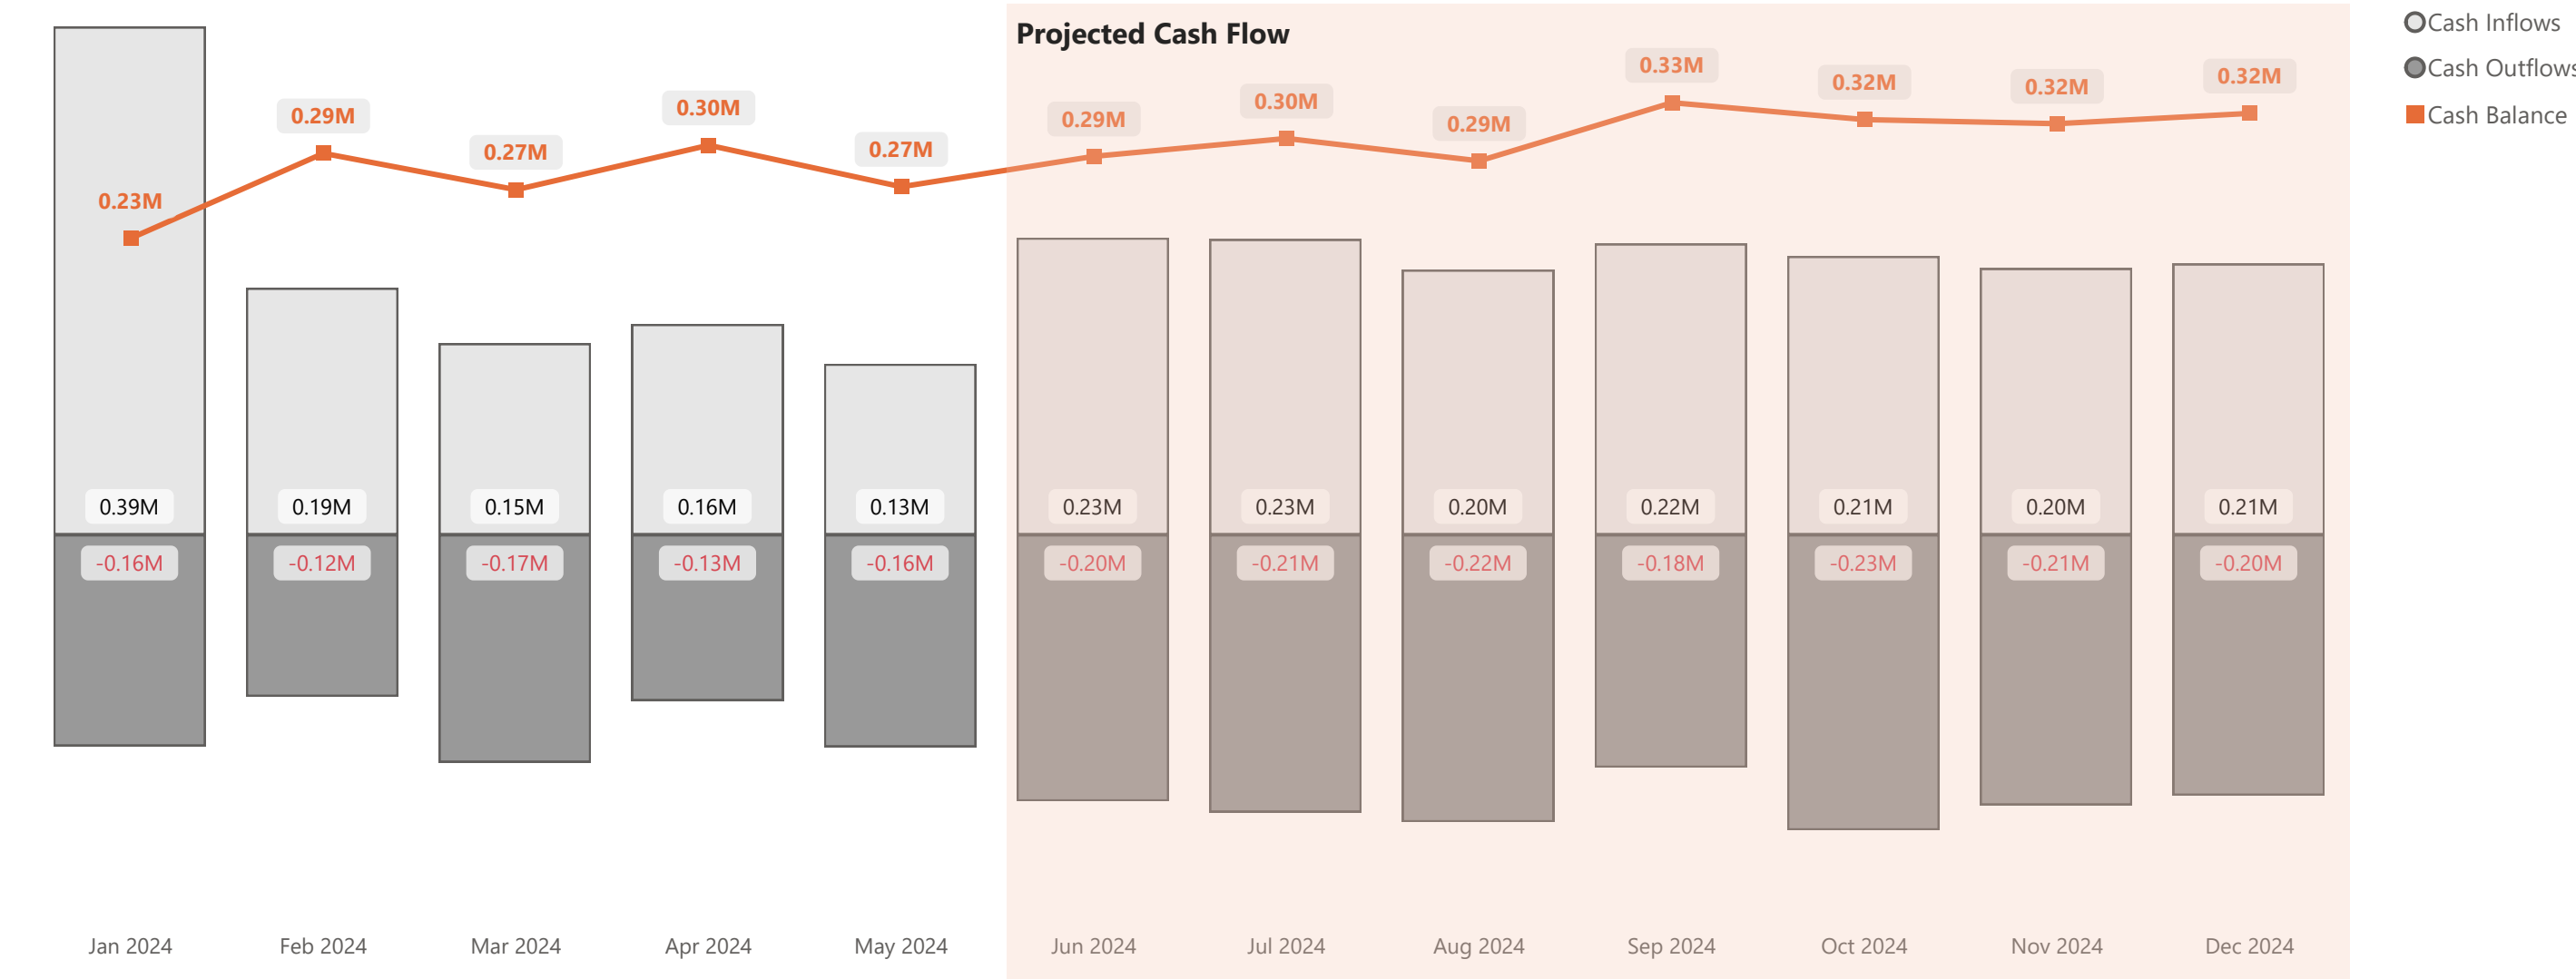 Projected Cash Flow
Cash Inflows
Cash Outflows
Cash Balance
0.23M
0.29M
0.27M
0.30M
0.27M
0.29M
0.30M
0.29M
0.33M
0.32M
0.32M
0.32M
0.39M
0.19M
0.15M
0.16M
0.13M
0.23M
0.23M
0.20M
0.22M
0.21M
0.20M
0.21M
-0.16M
-0.12M
-0.17M
-0.13M
-0.16M
-0.20M
-0.21M
-0.22M
-0.18M
-0.23M
-0.21M
-0.20M
Jan 2024
Feb 2024
Mar 2024
Apr 2024
May 2024
Jun 2024
Jul 2024
Aug 2024
Sep 2024
Oct 2024
Nov 2024
Dec 2024